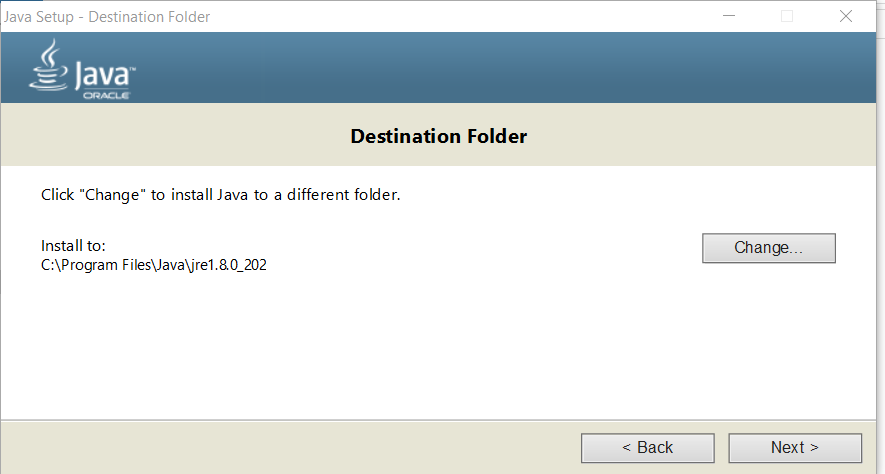 Java Setup - Destination Folder
Java™
ORACLE
Destination Folder
Click "Change" to install Java to a different folder.
Install to:
C:\Program Files\Java\jre1.8.0_202
Change...
< Back
Next >